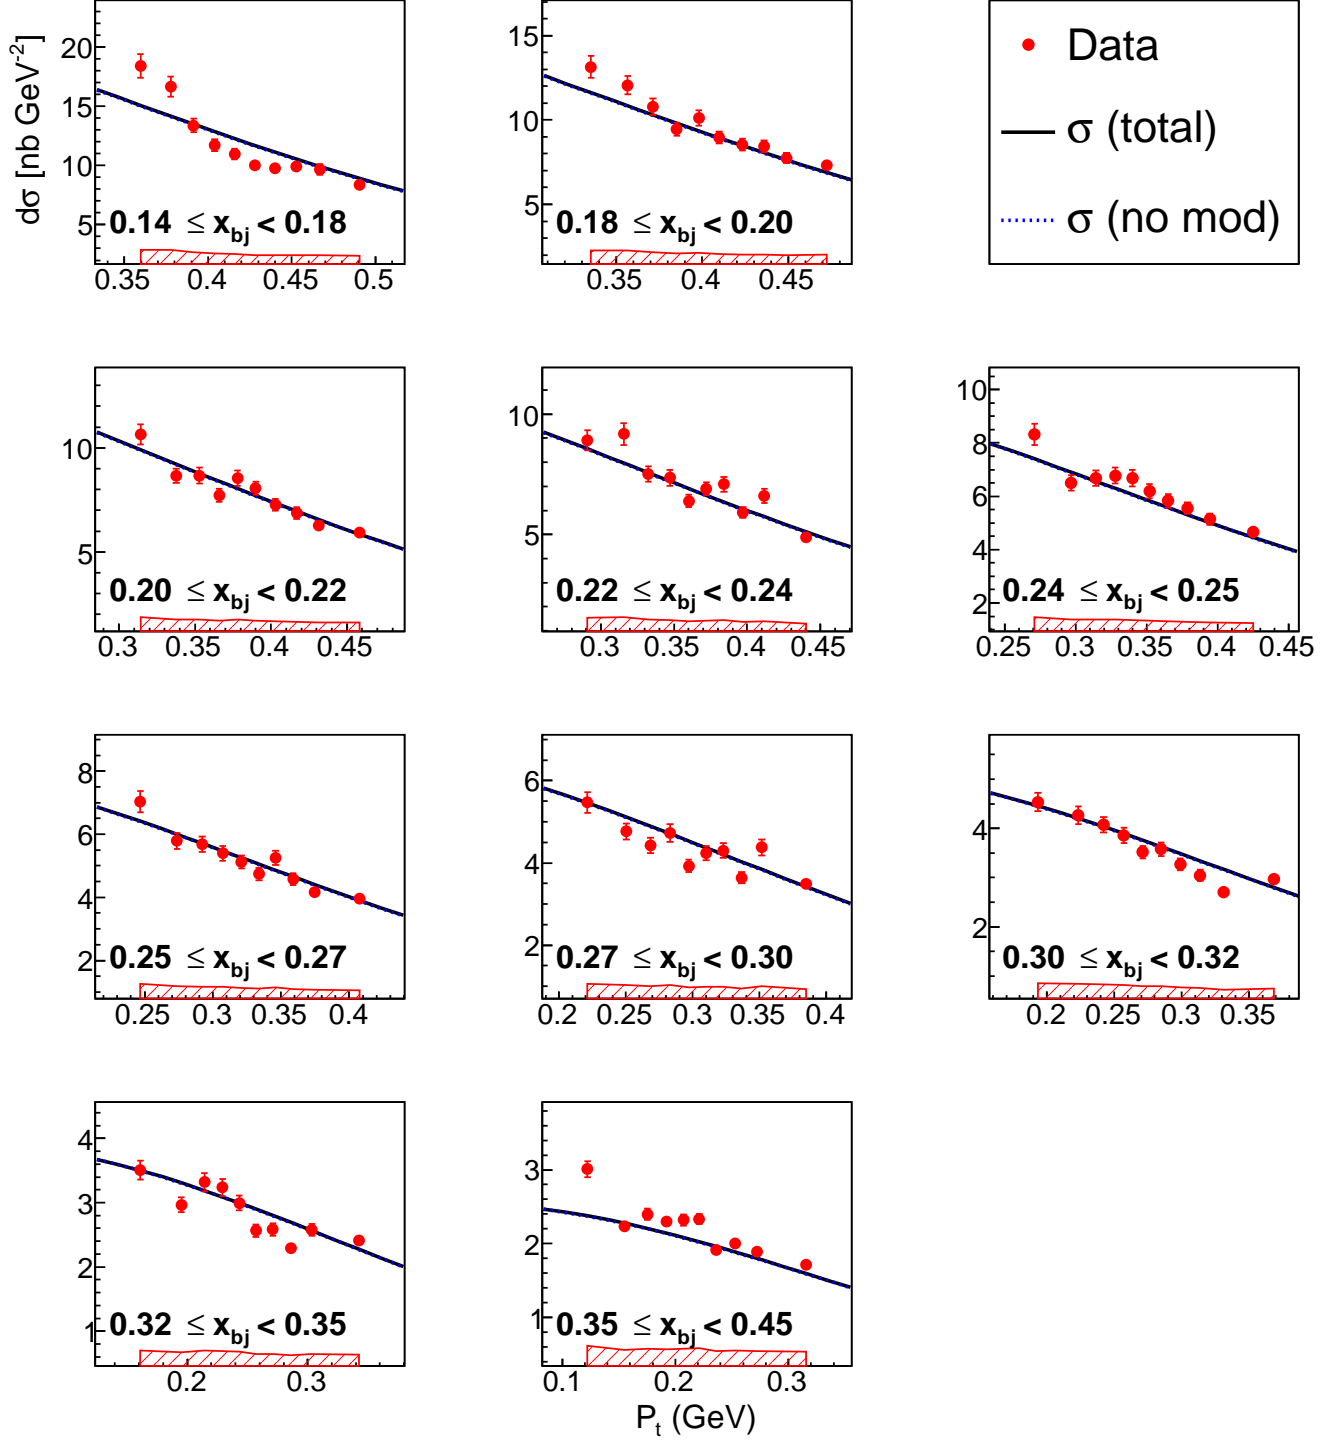 dσ [nb GeV⁻²]
20
15
10
5
0.14 ≤ x_bj < 0.18
0.35 0.4 0.45 0.5
15
10
5
0.18 ≤ x_bj < 0.20
0.35 0.4 0.45
Data
σ (total)
σ (no mod)
10
5
0.20 ≤ x_bj < 0.22
0.3 0.35 0.4 0.45
10
5
0.22 ≤ x_bj < 0.24
0.3 0.35 0.4 0.45
10
8
6
4
2
0.24 ≤ x_bj < 0.25
0.25 0.3 0.35 0.4 0.45
8
6
4
2
0.25 ≤ x_bj < 0.27
0.25 0.3 0.35 0.4
6
4
2
0.27 ≤ x_bj < 0.30
0.2 0.25 0.3 0.35 0.4
4
2
0.30 ≤ x_bj < 0.32
0.2 0.25 0.3 0.35
4
3
2
1
0.32 ≤ x_bj < 0.35
0.2 0.3
3
2
1
0.35 ≤ x_bj < 0.45
0.1 0.2 0.3
P_t (GeV)